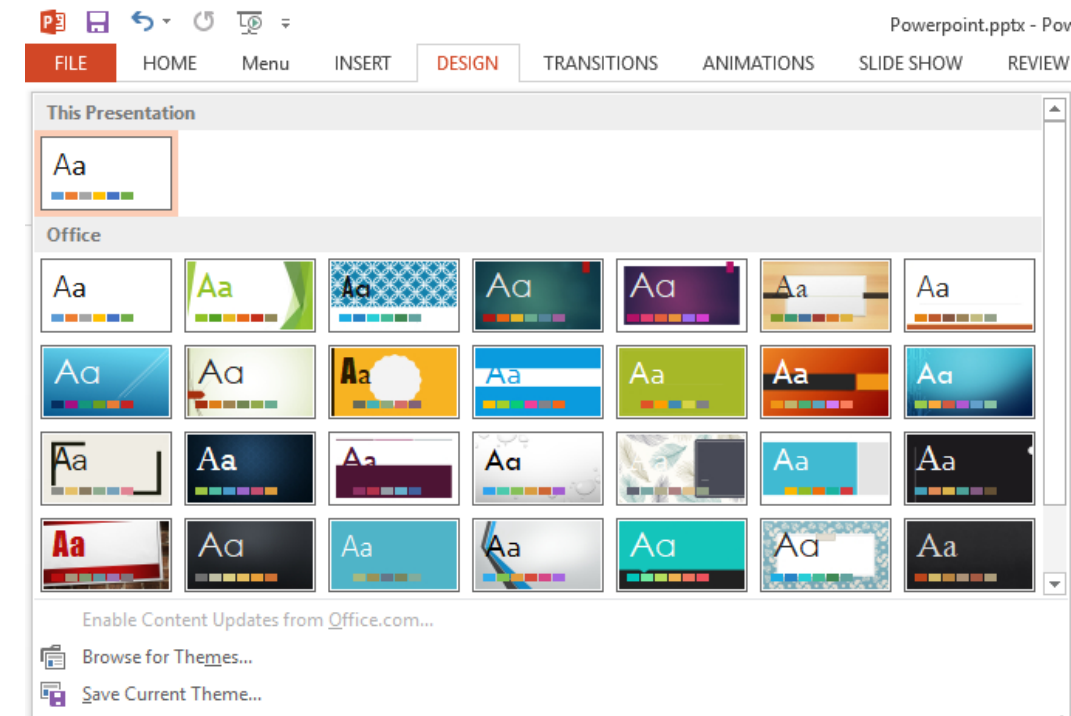 Powerpoint.pptx - Pow
FILE HOME Menu INSERT DESIGN TRANSITIONS ANIMATIONS SLIDE SHOW REVIEW
This Presentation
Aa
Office
Aa Aa Aa Aa Aa Aa Aa
Aa Aa Aa Aa Aa Aa Aa
Aa Aa Aa Aa Aa Aa Aa
Aa Aa Aa Aa Aa Aa Aa
Enable Content Updates from Office.com...
Browse for Themes...
Save Current Theme...